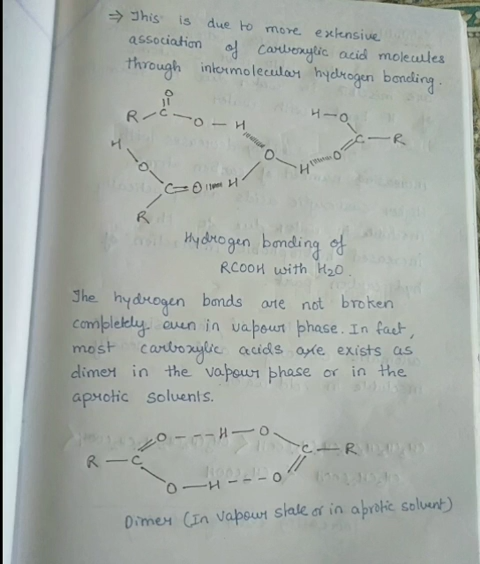 ⇒ This is due to more extensive
association of carboxylic acid molecules
through intermolecular hydrogen bonding.
O
R-C-O-H
H-O
H
O
O
H
O
C-R
C=O
H
R
Hydrogen bonding of
RCOOH with H2O.
The hydrogen bonds are not broken
completely even in vapour phase. In fact,
most carboxylic acids are exists as
dimer in the vapour phase or in the
aprotic solvents.
O---H-O
R-C
C-R
O-H---O
Dimer (In vapour state or in aprotic solvent)